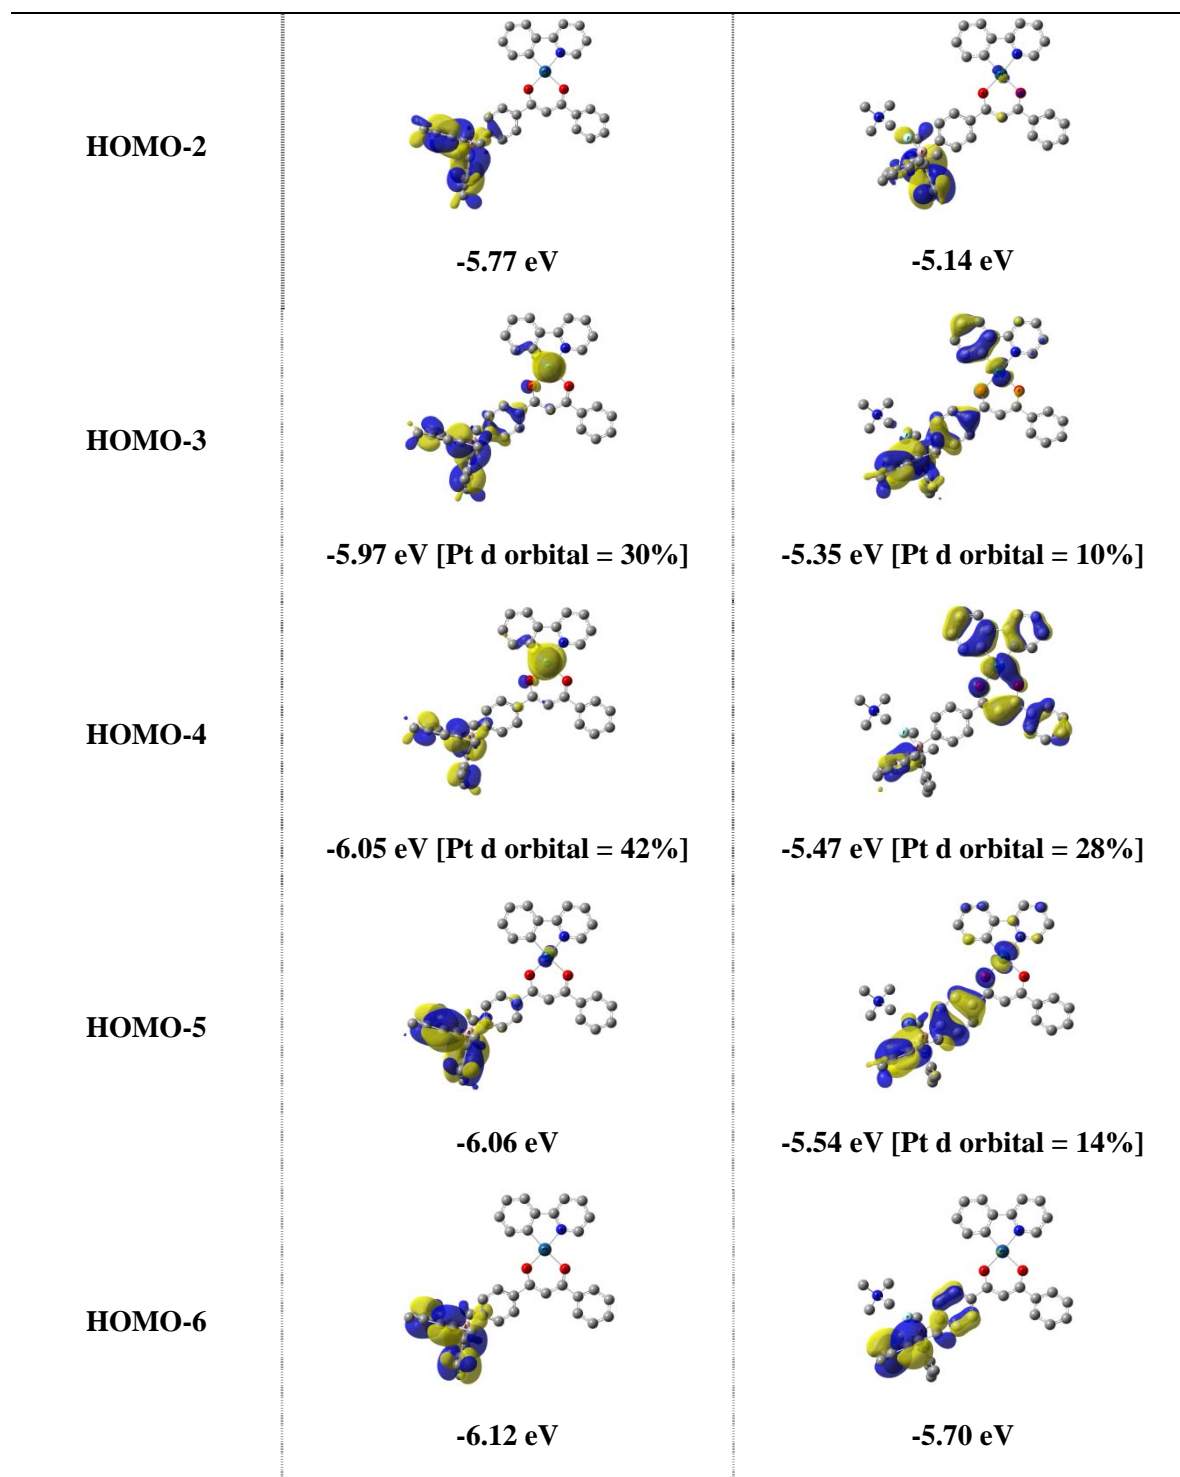 HOMO-2
-5.77 eV
-5.14 eV
HOMO-3
-5.97 eV [Pt d orbital = 30%]
-5.35 eV [Pt d orbital = 10%]
HOMO-4
-6.05 eV [Pt d orbital = 42%]
-5.47 eV [Pt d orbital = 28%]
HOMO-5
-6.06 eV
-5.54 eV [Pt d orbital = 14%]
HOMO-6
-6.12 eV
-5.70 eV